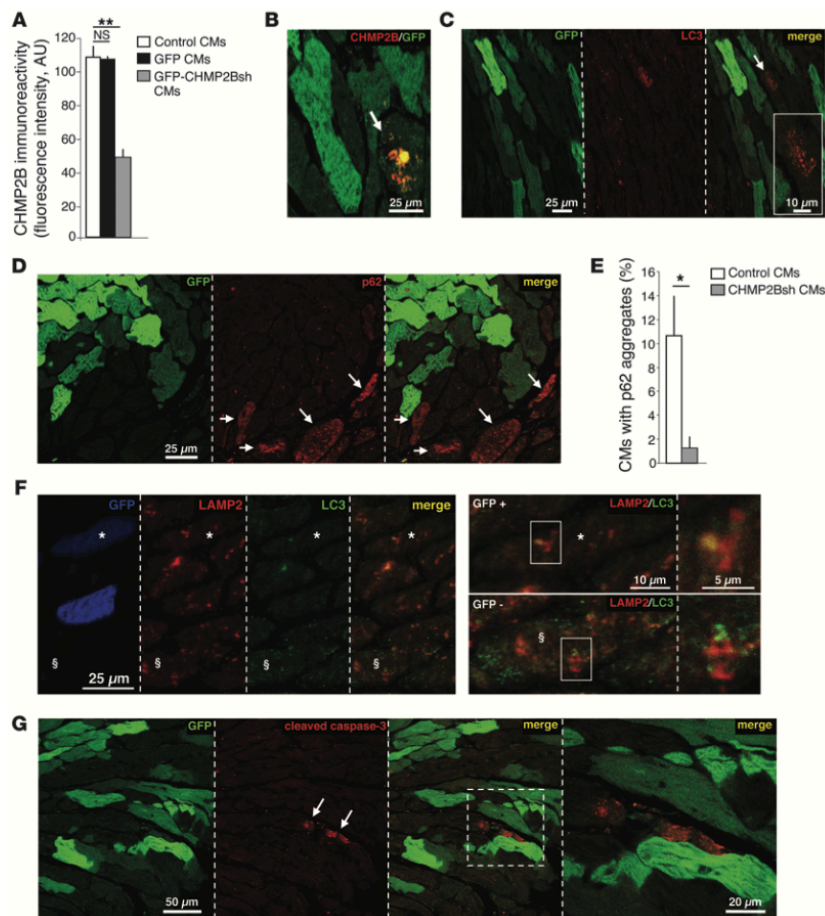 A
**
NS
Control CMs
GFP CMs
GFP-CHMP2Bsh
CMs
CHMP2B immunoreactivity
(fluorescence intensity, AU)
120
100
80
60
40
20
0
B
CHMP2B/GFP
25 µm
C
GFP
LC3
merge
25 µm
10 µm
D
GFP
p62
merge
25 µm
E
Control CMs
CHMP2Bsh CMs
*
CMs with p62 aggregates (%)
16
14
12
10
8
6
4
2
0
F
GFP
LAMP2
LC3
merge
* * * *
§ § § §
25 µm
GFP +
LAMP2/LC3
*
10 µm
5 µm
GFP -
LAMP2/LC3
§
G
GFP
cleaved caspase-3
merge
merge
50 µm
20 µm